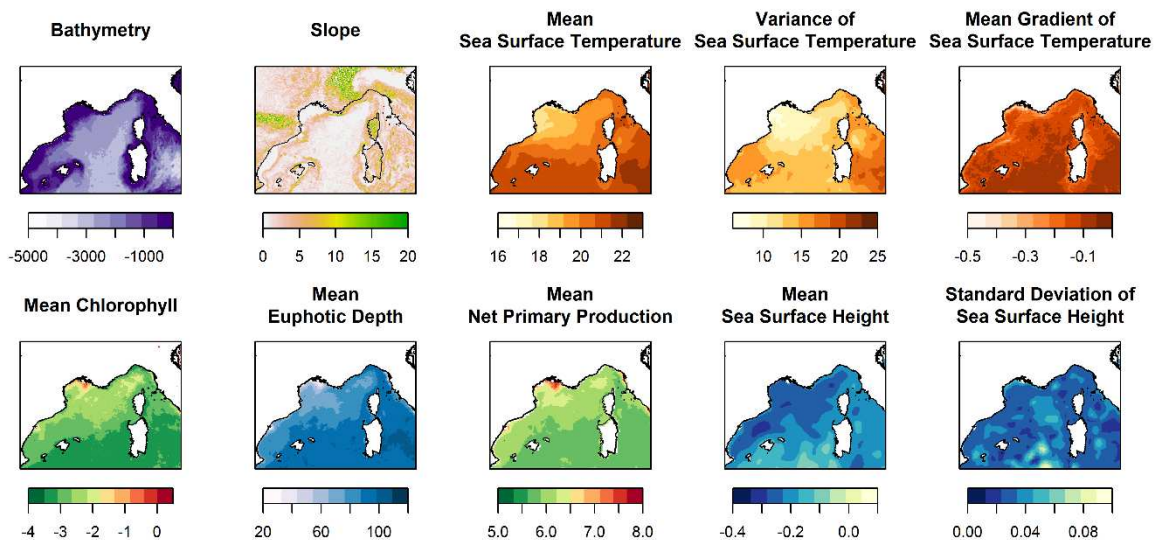 Bathymetry
Slope
Mean
Sea Surface Temperature
Variance of
Sea Surface Temperature
Mean Gradient of
Sea Surface Temperature
-5000 -3000 -1000
0 5 10 15 20
16 18 20 22
10 15 20 25
-0.5 -0.3 -0.1
Mean Chlorophyll
Mean
Euphotic Depth
Mean
Net Primary Production
Mean
Sea Surface Height
Standard Deviation of
Sea Surface Height
-4 -3 -2 -1 0
20 60 100
5.0 6.0 7.0 8.0
-0.4 -0.2 0.0
0.00 0.04 0.08